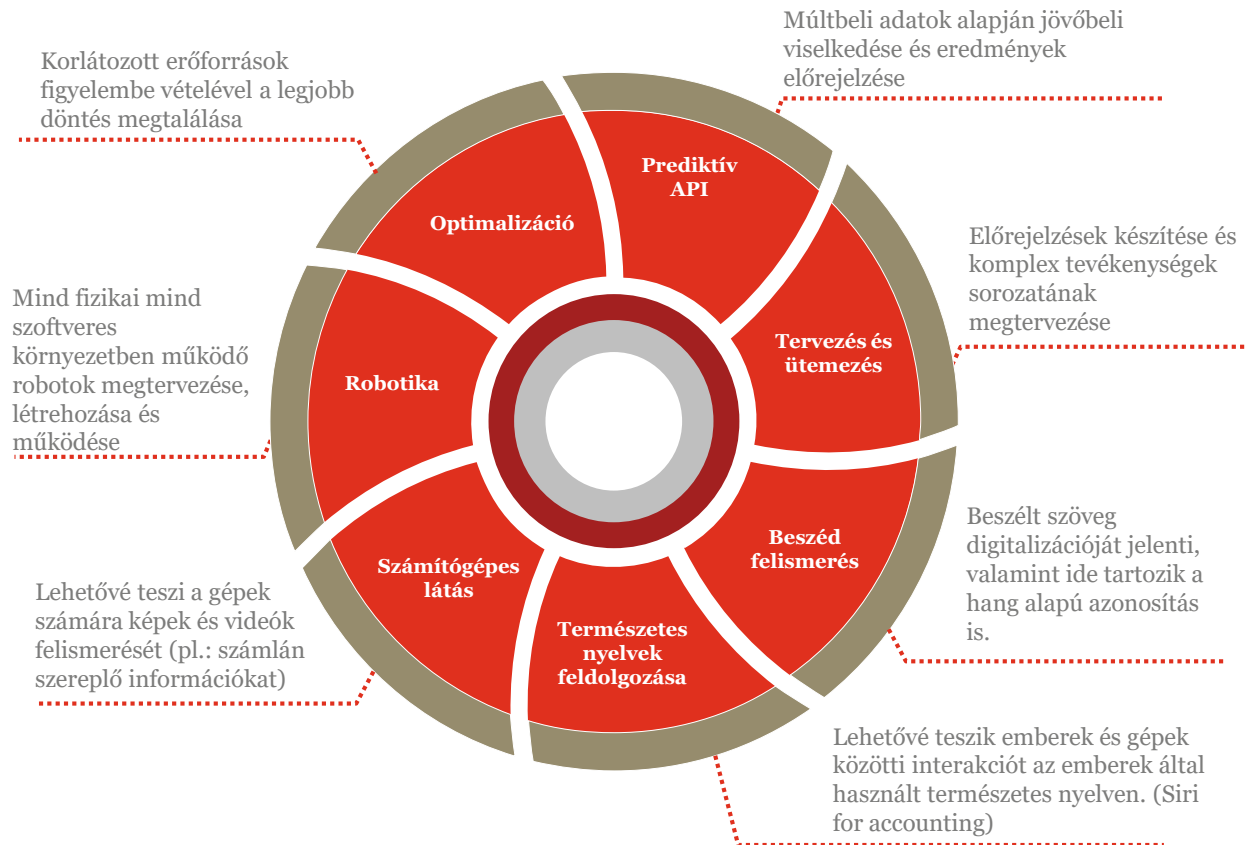 Múltbeli adatok alapján jövőbeli
viselkedése és eredmények
előrejelzése
Korlátozott erőforrások
figyelembe vételével a legjobb
döntés megtalálása
Prediktív
API
Optimalizáció
Előrejelzések készítése és
komplex tevékenységek
sorozatának
megtervezése
Mind fizikai mind
szoftveres
környezetben működő
robotok megtervezése,
létrehozása és
működése
Tervezés és
ütemezés
Robotika
Beszélt szöveg
digitalizációját jelenti,
valamint ide tartozik a
hang alapú azonosítás
is.
Beszéd
felismerés
Számítógépes
látás
Lehetővé teszi a gépek
számára képek és videók
felismerését (pl.: számlán
szereplő információkat)
Természetes
nyelvek
feldolgozása
Lehetővé teszik emberek és gépek
közötti interakciót az emberek által
használt természetes nyelven. (Siri
for accounting)